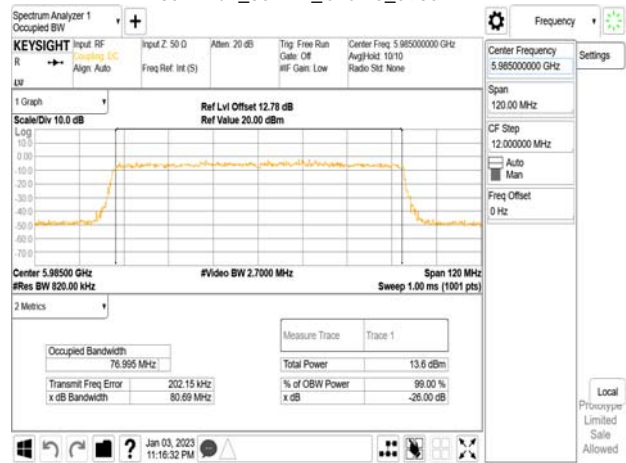 Spectrum Analyzer 1
Occupied BW
Frequency
KEYSIGHT
Input: RF
Coupling: DC
Align: Auto
Input Z: 50 Ω
Freq Ref: Int (S)
Atten: 20 dB
Trig: Free Run
Gate: Off
#IF Gain: Low
Center Freq: 5.985000000 GHz
Avg|Hold: 10/10
Radio Std: None
R
LXI
Center Frequency
5.985000000 GHz
Settings
Span
120.00 MHz
CF Step
12.000000 MHz
Auto
Man
Freq Offset
0 Hz
1 Graph
Scale/Div 10.0 dB
Ref Lvl Offset 12.78 dB
Ref Value 20.00 dBm
Log
10.0
0.00
-10.0
-20.0
-30.0
-40.0
-50.0
-60.0
-70.0
Center 5.98500 GHz
#Res BW 820.00 kHz
#Video BW 2.7000 MHz
Span 120 MHz
Sweep 1.00 ms (1001 pts)
2 Metrics
Measure Trace
Trace 1
Occupied Bandwidth
76.995 MHz
Total Power
13.6 dBm
Transmit Freq Error
202.15 kHz
% of OBW Power
99.00 %
x dB Bandwidth
80.69 MHz
x dB
-26.00 dB
Local
Prototype
Limited
Sale
Allowed
?
Jan 03, 2023
11:16:32 PM